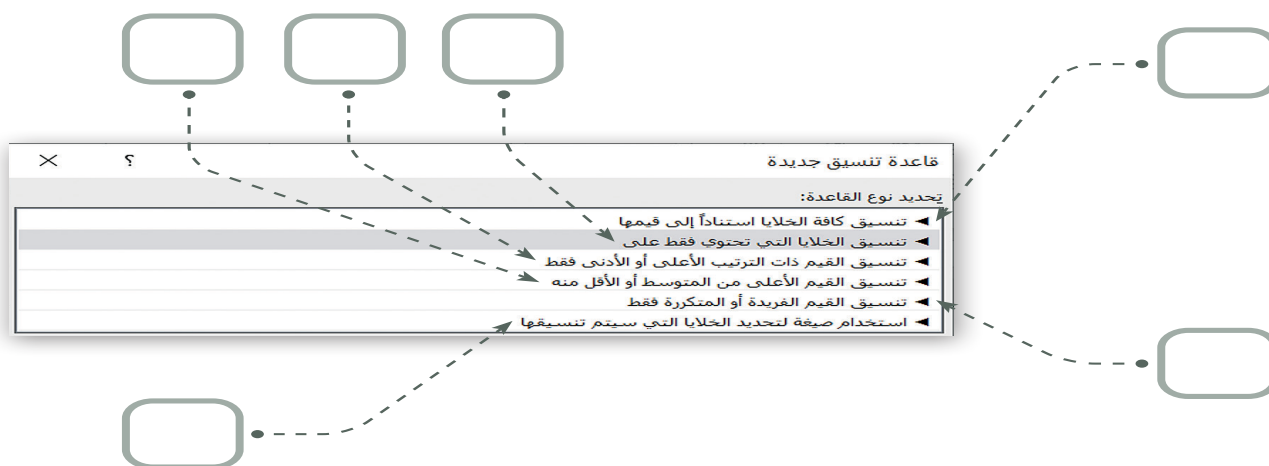 قاعدة تنسيق جديدة ؟ ×
تحديد نوع القاعدة:
◄ تنسيق كافة الخلايا استناداً إلى قيمها
◄ تنسيق الخلايا التي تحتوي فقط على
◄ تنسيق القيم ذات الترتيب الأعلى أو الأدنى فقط
◄ تنسيق القيم الأعلى من المتوسط أو الأقل منه
◄ تنسيق القيم الفريدة أو المتكررة فقط
◄ استخدام صيغة لتحديد الخلايا التي سيتم تنسيقها